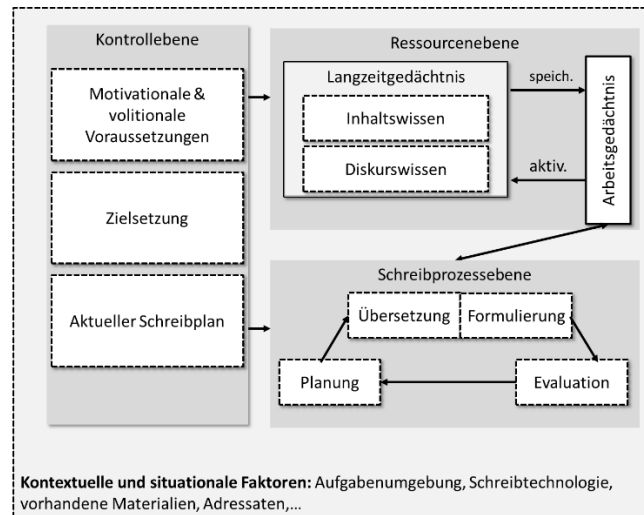 Kontrollebene
Motivationale &
volitionale
Voraussetzungen
Zielsetzung
Aktueller Schreibplan
Ressourcenebene
Langzeitgedächtnis
Inhaltswissen
Diskurswissen
speich.
aktiv.
Arbeitsgedächtnis
Schreibprozessebene
Übersetzung
Formulierung
Planung
Evaluation
Kontextuelle und situationale Faktoren: Aufgabenumgebung, Schreibtechnologie,
vorhandene Materialien, Adressaten,...